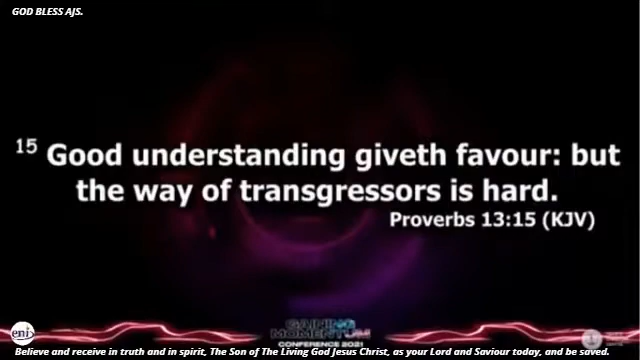 GOD BLESS AJS.
15 Good understanding giveth favour: but
the way of transgressors is hard.
Proverbs 13:15 (KJV)
eni
GAINING
MOMENTUM
CONFERENCE 2021
Believe and receive in truth and in spirit, The Son of The Living God Jesus Christ, as your Lord and Saviour today, and be saved.